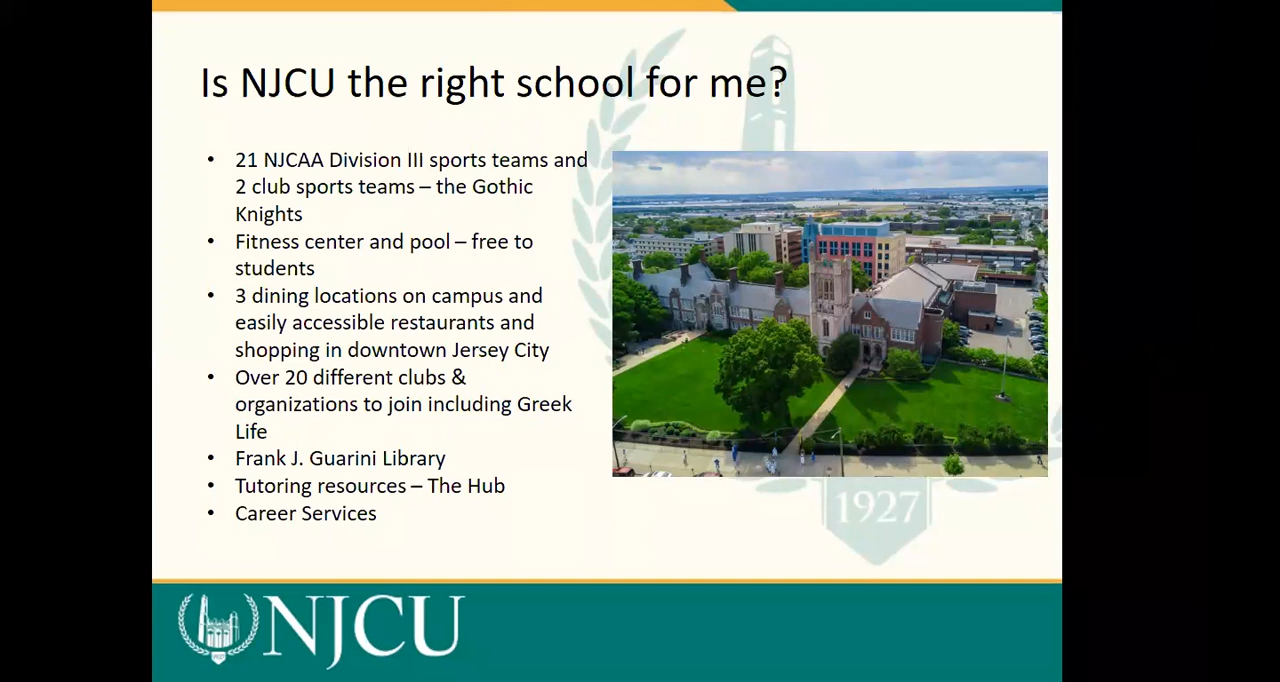 Is NJCU the right school for me?
• 21 NJCAA Division III sports teams and
2 club sports teams – the Gothic
Knights
• Fitness center and pool – free to
students
• 3 dining locations on campus and
easily accessible restaurants and
shopping in downtown Jersey City
• Over 20 different clubs &
organizations to join including Greek
Life
• Frank J. Guarini Library
• Tutoring resources – The Hub
• Career Services
1927
NJCU